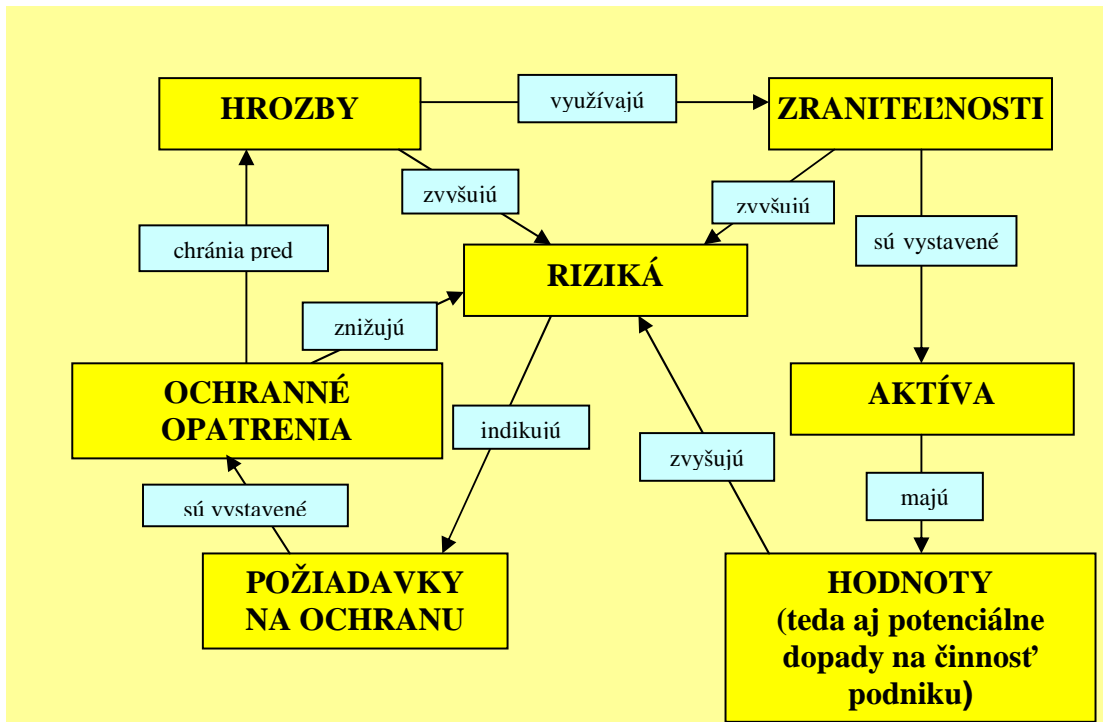 HROZBY
využívajú
ZRANITEĽNOSTI
zvyšujú
zvyšujú
sú vystavené
chránia pred
RIZIKÁ
znižujú
OCHRANNÉ
OPATRENIA
AKTÍVA
indikujú
zvyšujú
majú
sú vystavené
POŽIADAVKY
NA OCHRANU
HODNOTY
(teda aj potenciálne
dopady na činnosť
podniku)